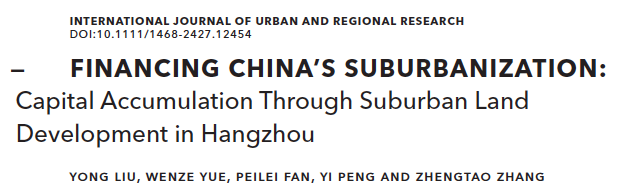 INTERNATIONAL JOURNAL OF URBAN AND REGIONAL RESEARCH
DOI:10.1111/1468-2427.12454
— FINANCING CHINA’S SUBURBANIZATION:
Capital Accumulation Through Suburban Land
Development in Hangzhou
YONG LIU, WENZE YUE, PEILEI FAN, YI PENG AND ZHENGTAO ZHANG